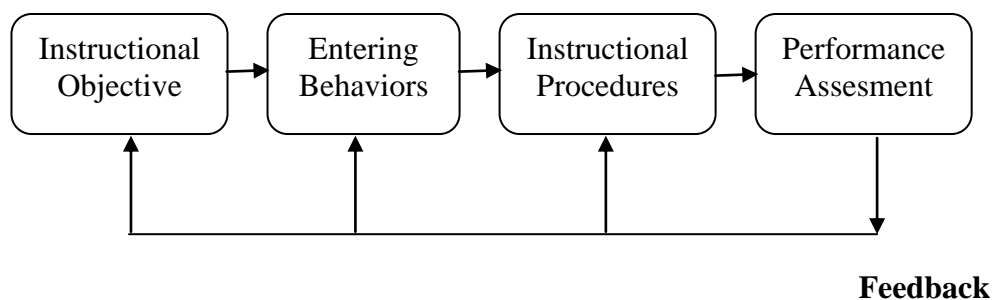 Instructional
Objective
Entering
Behaviors
Instructional
Procedures
Performance
Assesment
Feedback